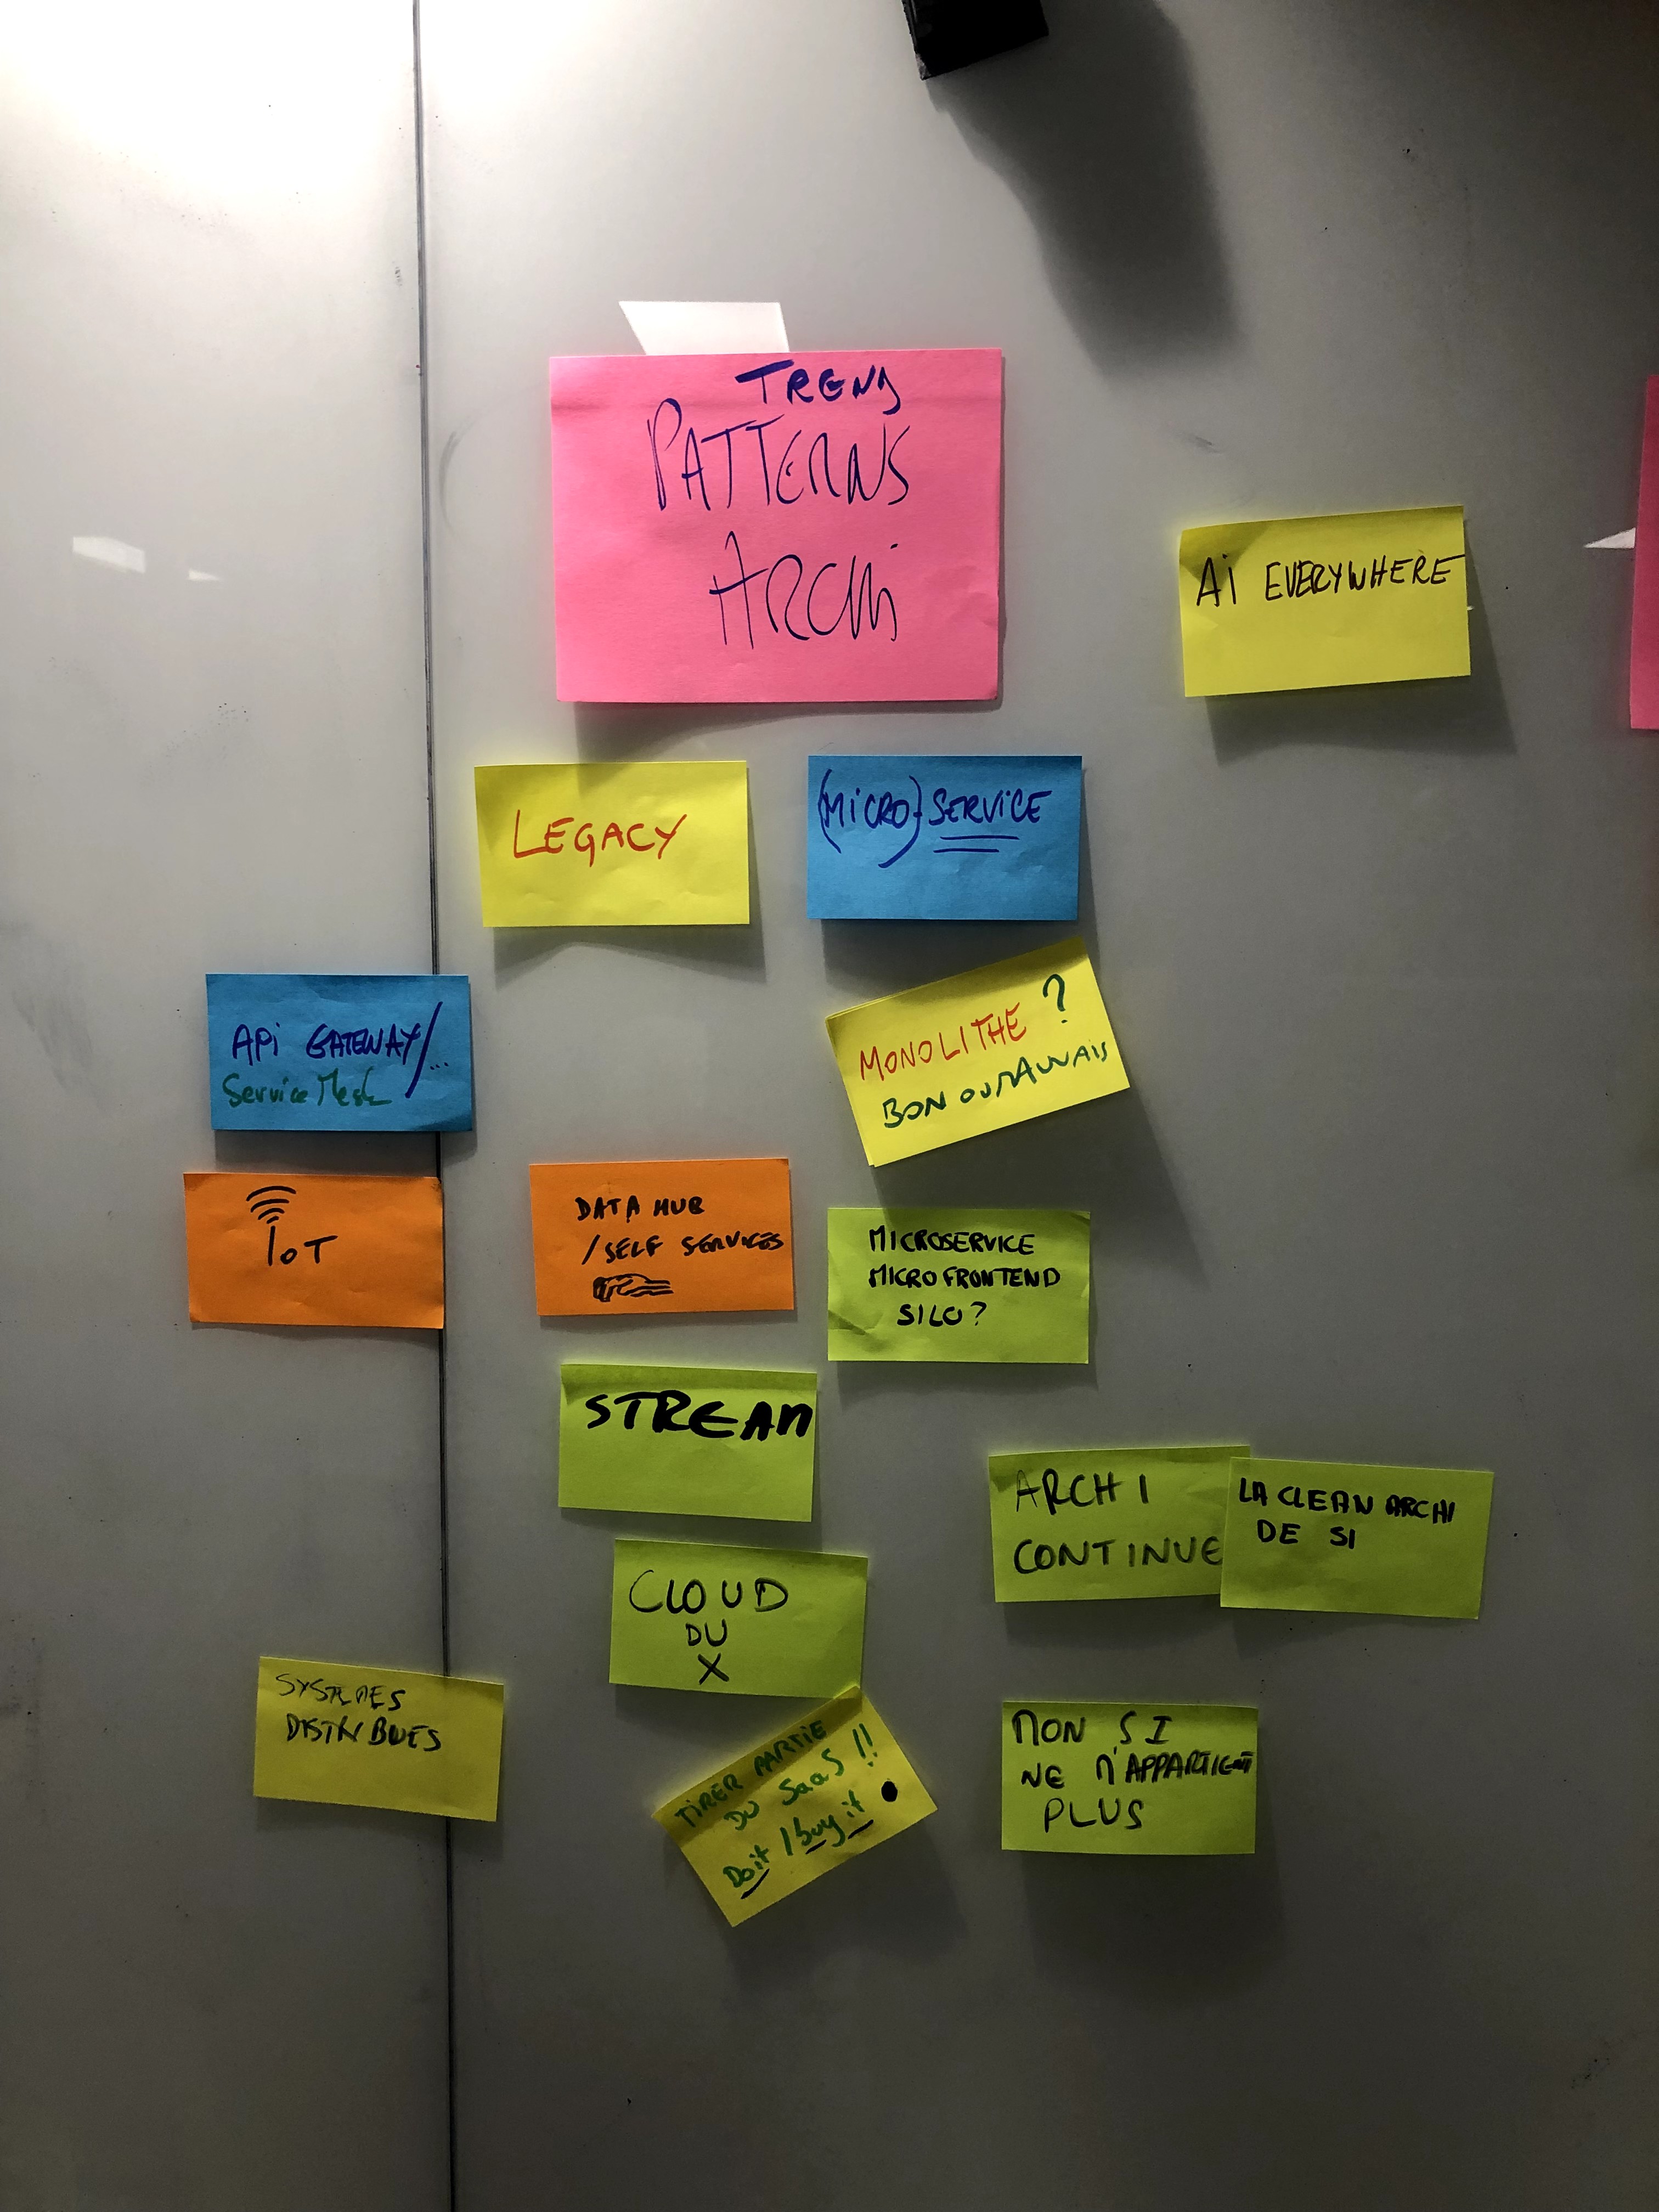 TREND
PATTERNS
ARCHi
Ai EVERYWHERE
LEGACY
(MiCRO) SERViCE
APi GATEWAY/...
Service Mesh
MONOLITHE ?
BON OU MAUVAIS
IoT
DATA HUB
/SELF SERVICES
MICROSERVICE
MICROFRONTEND
SILO?
STREAM
ARCHI
CONTINUE
LA CLEAN ARCHI
DE SI
CLOUD
DU
X
SYSTEMES
DISTRIBUES
TIRER PARTIE
DU SaaS !!
Do it / buy it
MON SI
NE M'APPARTIENT
PLUS